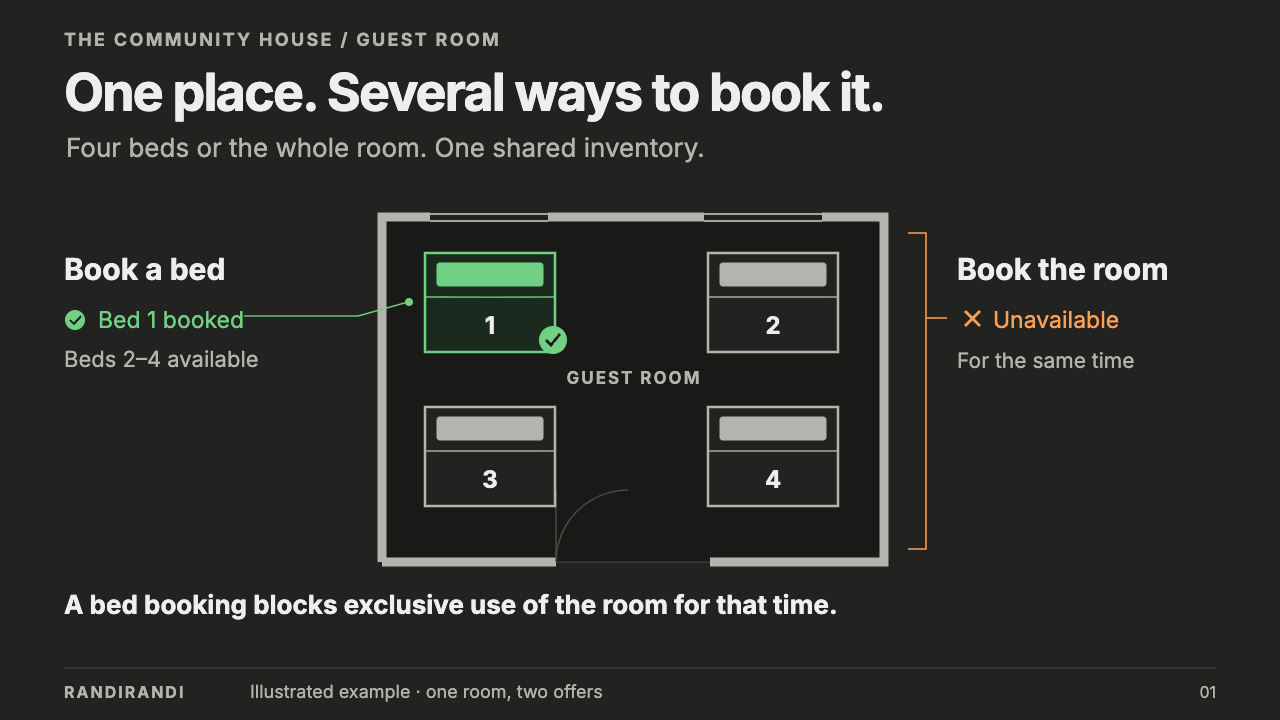 THE COMMUNITY HOUSE / GUEST ROOM
One place. Several ways to book it.
Four beds or the whole room. One shared inventory.
Book a bed
Bed 1 booked
Beds 2–4 available
1
2
GUEST ROOM
3
4
Book the room
Unavailable
For the same time
A bed booking blocks exclusive use of the room for that time.
RANDIRANDI
Illustrated example · one room, two offers
01